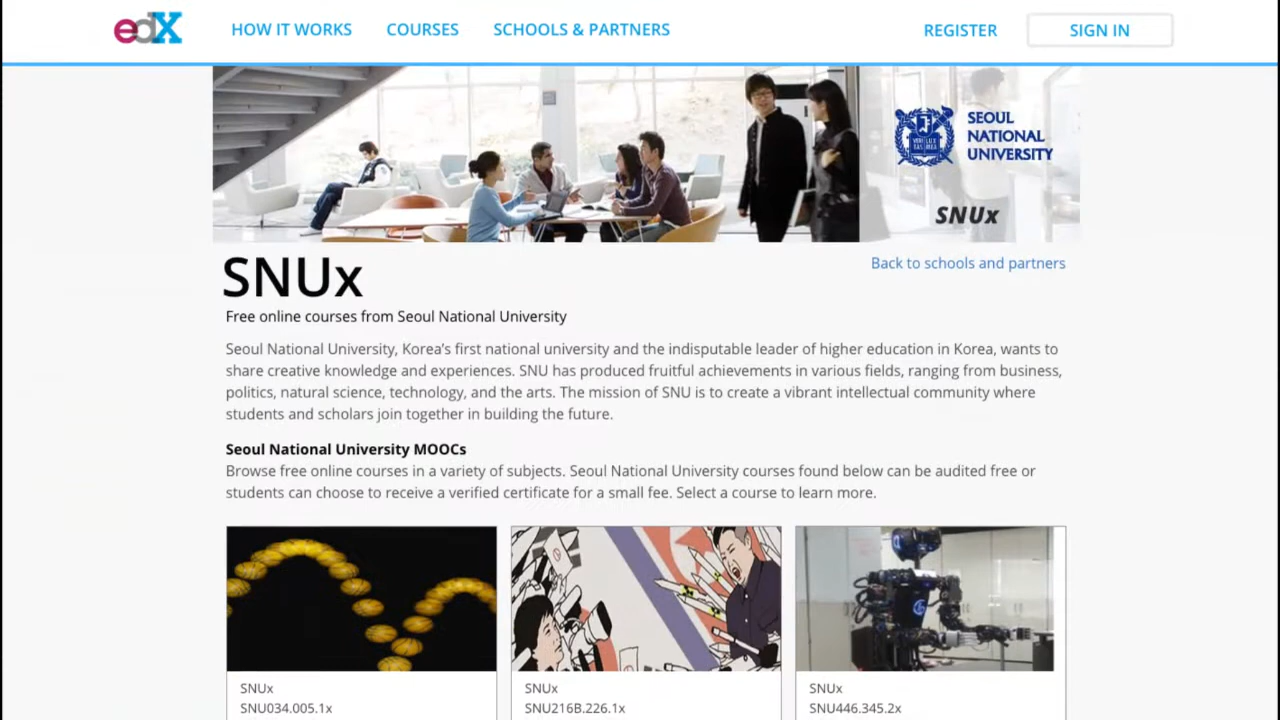 edX HOW IT WORKS COURSES SCHOOLS & PARTNERS REGISTER SIGN IN
SEOUL
NATIONAL
UNIVERSITY
SNUx
SNUx
Back to schools and partners
Free online courses from Seoul National University
Seoul National University, Korea's first national university and the indisputable leader of higher education in Korea, wants to
share creative knowledge and experiences. SNU has produced fruitful achievements in various fields, ranging from business,
politics, natural science, technology, and the arts. The mission of SNU is to create a vibrant intellectual community where
students and scholars join together in building the future.
Seoul National University MOOCs
Browse free online courses in a variety of subjects. Seoul National University courses found below can be audited free or
students can choose to receive a verified certificate for a small fee. Select a course to learn more.
SNUx
SNU034.005.1x
SNUx
SNU216B.226.1x
SNUx
SNU446.345.2x